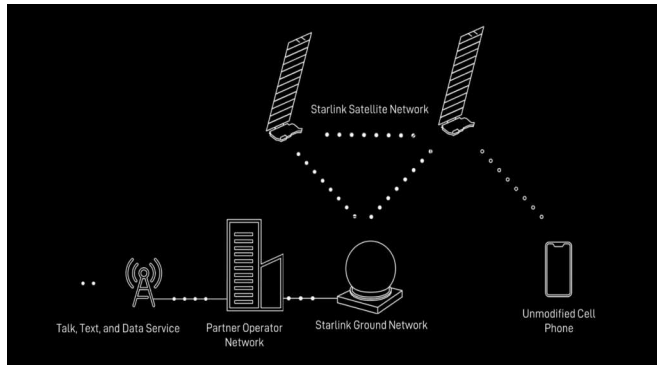 Starlink Satellite Network
Talk, Text, and Data Service
Partner Operator
Network
Starlink Ground Network
Unmodified Cell
Phone